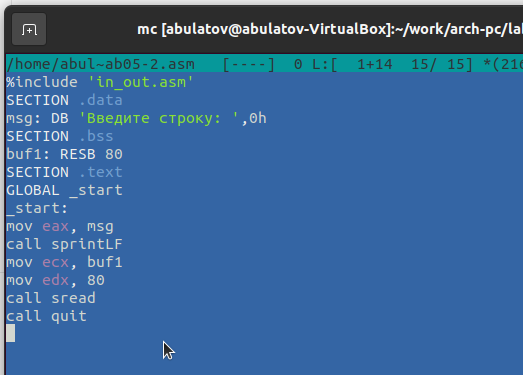 mc [abulatov@abulatov-VirtualBox]:~/work/arch-pc/lab
/home/abul~ab05-2.asm [----] 0 L:[ 1+14 15/ 15] *(216
%include 'in_out.asm'
SECTION .data
msg: DB 'Введите строку: ',0h
SECTION .bss
buf1: RESB 80
SECTION .text
GLOBAL _start
_start:
mov eax, msg
call sprintLF
mov ecx, buf1
mov edx, 80
call sread
call quit